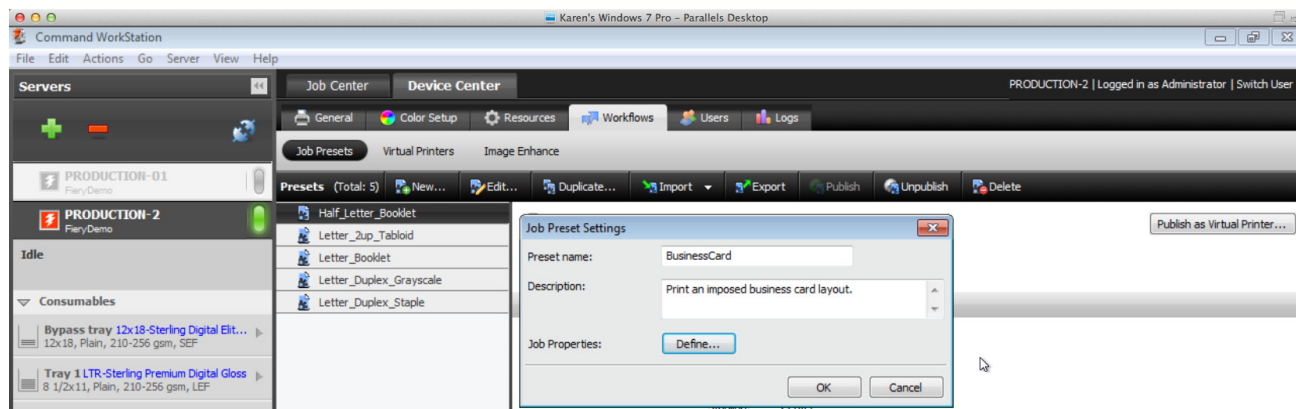 Karen's Windows 7 Pro - Parallels Desktop
Command WorkStation
File Edit Actions Go Server View Help
Servers
Job Center Device Center
PRODUCTION-2 | Logged in as Administrator | Switch User
General Color Setup Resources Workflows Users Logs
Job Presets Virtual Printers Image Enhance
PRODUCTION-01
FieryDemo
Presets (Total: 5) New... Edit... Duplicate... Import Export Publish Unpublish Delete
PRODUCTION-2
FieryDemo
Idle
Consumables
Bypass tray 12x18-Sterling Digital Elit...
12x18, Plain, 210-256 gsm, SEF
Tray 1 LTR-Sterling Premium Digital Gloss
8 1/2x11, Plain, 210-256 gsm, LEF
Half_Letter_Booklet
Letter_2up_Tabloid
Letter_Booklet
Letter_Duplex_Grayscale
Letter_Duplex_Staple
Publish as Virtual Printer...
Job Preset Settings
Preset name: BusinessCard
Description: Print an imposed business card layout.
Job Properties: Define...
OK Cancel